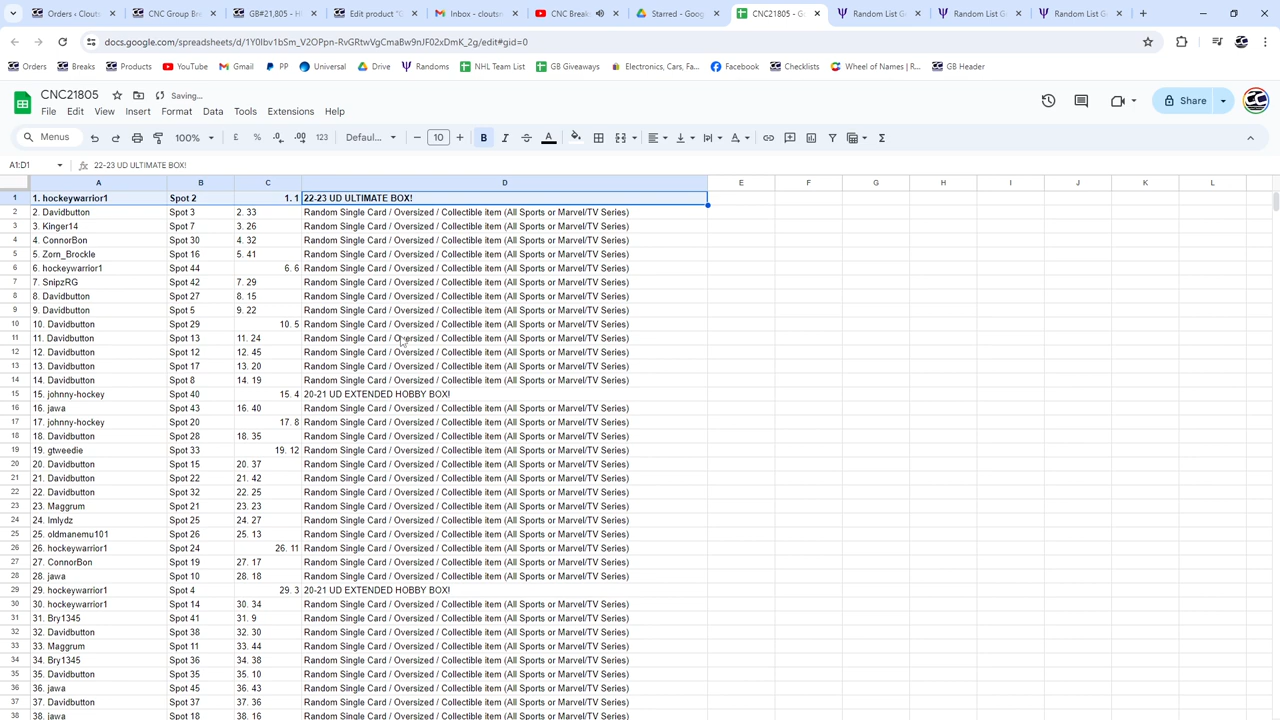 Orders ‹ Clouts
CNC Group Bre
GB#21805 - H
Edit product "C
Inbox - clouts
CNC Break
Starred - Goog
CNC21805 - G
Random List G
Random List G
Random List G
docs.google.com/spreadsheets/d/1Y0Ibv1bSm_V2OPpn-RvGRtwVgCmaBw9nJF02xDmK_2g/edit#gid=0
Orders Breaks Products YouTube Gmail PP Universal Drive Randoms NHL Team List GB Giveaways Electronics, Cars, Fa... Facebook Checklists Wheel of Names | R... GB Header
CNC21805 Saving...
File Edit View Insert Format Data Tools Extensions Help
Share
Menus 100% £ % .0 .00 123 Defaul... 10 B I A
A1:D1 22-23 UD ULTIMATE BOX!
A B C D E F G H I J K L
1 1. hockeywarrior1 Spot 2 1. 1 22-23 UD ULTIMATE BOX!
2 2. Davidbutton Spot 3 2. 33 Random Single Card / Oversized / Collectible item (All Sports or Marvel/TV Series)
3 3. Kinger14 Spot 7 3. 26 Random Single Card / Oversized / Collectible item (All Sports or Marvel/TV Series)
4 4. ConnorBon Spot 30 4. 32 Random Single Card / Oversized / Collectible item (All Sports or Marvel/TV Series)
5 5. Zorn_Brockle Spot 16 5. 41 Random Single Card / Oversized / Collectible item (All Sports or Marvel/TV Series)
6 6. hockeywarrior1 Spot 44 6. 6 Random Single Card / Oversized / Collectible item (All Sports or Marvel/TV Series)
7 7. SnipzRG Spot 42 7. 29 Random Single Card / Oversized / Collectible item (All Sports or Marvel/TV Series)
8 8. Davidbutton Spot 27 8. 15 Random Single Card / Oversized / Collectible item (All Sports or Marvel/TV Series)
9 9. Davidbutton Spot 5 9. 22 Random Single Card / Oversized / Collectible item (All Sports or Marvel/TV Series)
10 10. Davidbutton Spot 29 10. 5 Random Single Card / Oversized / Collectible item (All Sports or Marvel/TV Series)
11 11. Davidbutton Spot 13 11. 24 Random Single Card / Oversized / Collectible item (All Sports or Marvel/TV Series)
12 12. Davidbutton Spot 12 12. 45 Random Single Card / Oversized / Collectible item (All Sports or Marvel/TV Series)
13 13. Davidbutton Spot 17 13. 20 Random Single Card / Oversized / Collectible item (All Sports or Marvel/TV Series)
14 14. Davidbutton Spot 8 14. 19 Random Single Card / Oversized / Collectible item (All Sports or Marvel/TV Series)
15 15. johnny-hockey Spot 40 15. 4 20-21 UD EXTENDED HOBBY BOX!
16 16. jawa Spot 43 16. 40 Random Single Card / Oversized / Collectible item (All Sports or Marvel/TV Series)
17 17. johnny-hockey Spot 20 17. 8 Random Single Card / Oversized / Collectible item (All Sports or Marvel/TV Series)
18 18. Davidbutton Spot 28 18. 35 Random Single Card / Oversized / Collectible item (All Sports or Marvel/TV Series)
19 19. gtweedie Spot 33 19. 12 Random Single Card / Oversized / Collectible item (All Sports or Marvel/TV Series)
20 20. Davidbutton Spot 15 20. 37 Random Single Card / Oversized / Collectible item (All Sports or Marvel/TV Series)
21 21. Davidbutton Spot 22 21. 42 Random Single Card / Oversized / Collectible item (All Sports or Marvel/TV Series)
22 22. Davidbutton Spot 32 22. 25 Random Single Card / Oversized / Collectible item (All Sports or Marvel/TV Series)
23 23. Maggrum Spot 21 23. 23 Random Single Card / Oversized / Collectible item (All Sports or Marvel/TV Series)
24 24. Imlydz Spot 25 24. 27 Random Single Card / Oversized / Collectible item (All Sports or Marvel/TV Series)
25 25. oldmanemu101 Spot 26 25. 13 Random Single Card / Oversized / Collectible item (All Sports or Marvel/TV Series)
26 26. hockeywarrior1 Spot 24 26. 11 Random Single Card / Oversized / Collectible item (All Sports or Marvel/TV Series)
27 27. ConnorBon Spot 19 27. 17 Random Single Card / Oversized / Collectible item (All Sports or Marvel/TV Series)
28 28. jawa Spot 10 28. 18 Random Single Card / Oversized / Collectible item (All Sports or Marvel/TV Series)
29 29. hockeywarrior1 Spot 4 29. 3 20-21 UD EXTENDED HOBBY BOX!
30 30. hockeywarrior1 Spot 14 30. 34 Random Single Card / Oversized / Collectible item (All Sports or Marvel/TV Series)
31 31. Bry1345 Spot 41 31. 9 Random Single Card / Oversized / Collectible item (All Sports or Marvel/TV Series)
32 32. Davidbutton Spot 38 32. 30 Random Single Card / Oversized / Collectible item (All Sports or Marvel/TV Series)
33 33. Maggrum Spot 11 33. 44 Random Single Card / Oversized / Collectible item (All Sports or Marvel/TV Series)
34 34. Bry1345 Spot 36 34. 38 Random Single Card / Oversized / Collectible item (All Sports or Marvel/TV Series)
35 35. Davidbutton Spot 35 35. 10 Random Single Card / Oversized / Collectible item (All Sports or Marvel/TV Series)
36 36. jawa Spot 45 36. 43 Random Single Card / Oversized / Collectible item (All Sports or Marvel/TV Series)
37 37. Davidbutton Spot 37 37. 36 Random Single Card / Oversized / Collectible item (All Sports or Marvel/TV Series)
38 38. jawa Spot 18 38. 16 Random Single Card / Oversized / Collectible item (All Sports or Marvel/TV Series)